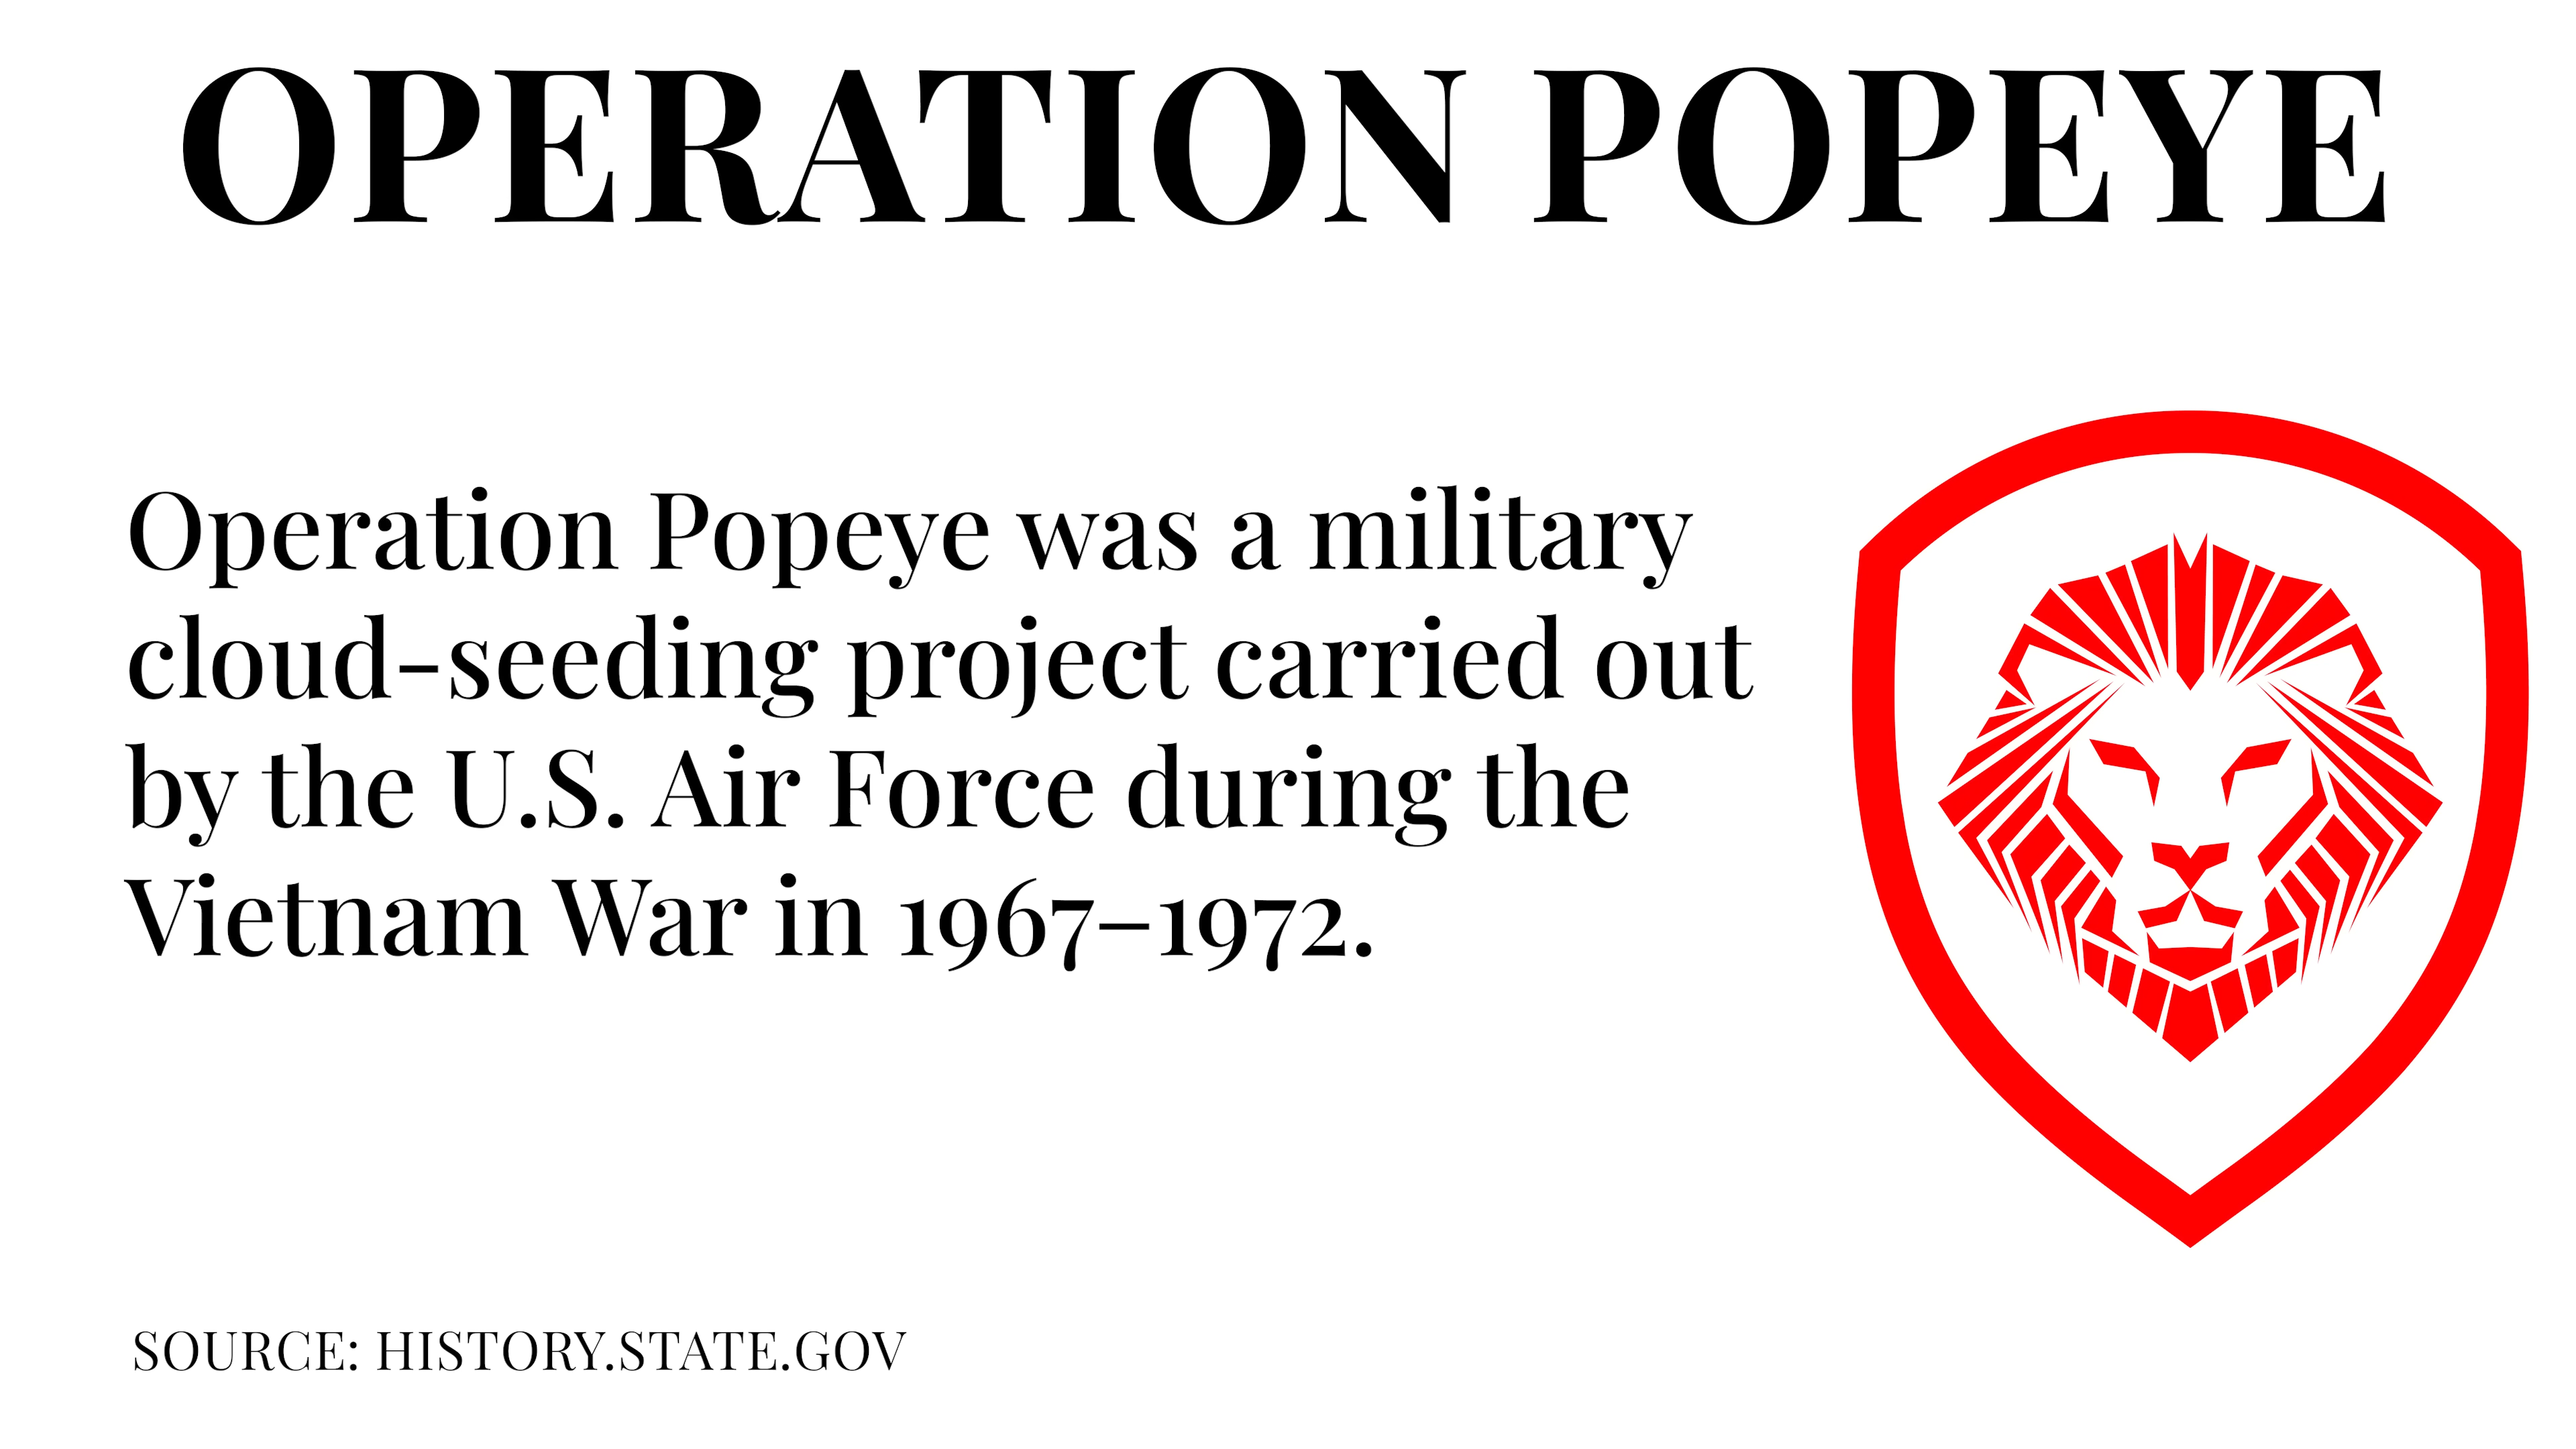 OPERATION POPEYE
Operation Popeye was a military
cloud-seeding project carried out
by the U.S. Air Force during the
Vietnam War in 1967–1972.
SOURCE: HISTORY.STATE.GOV